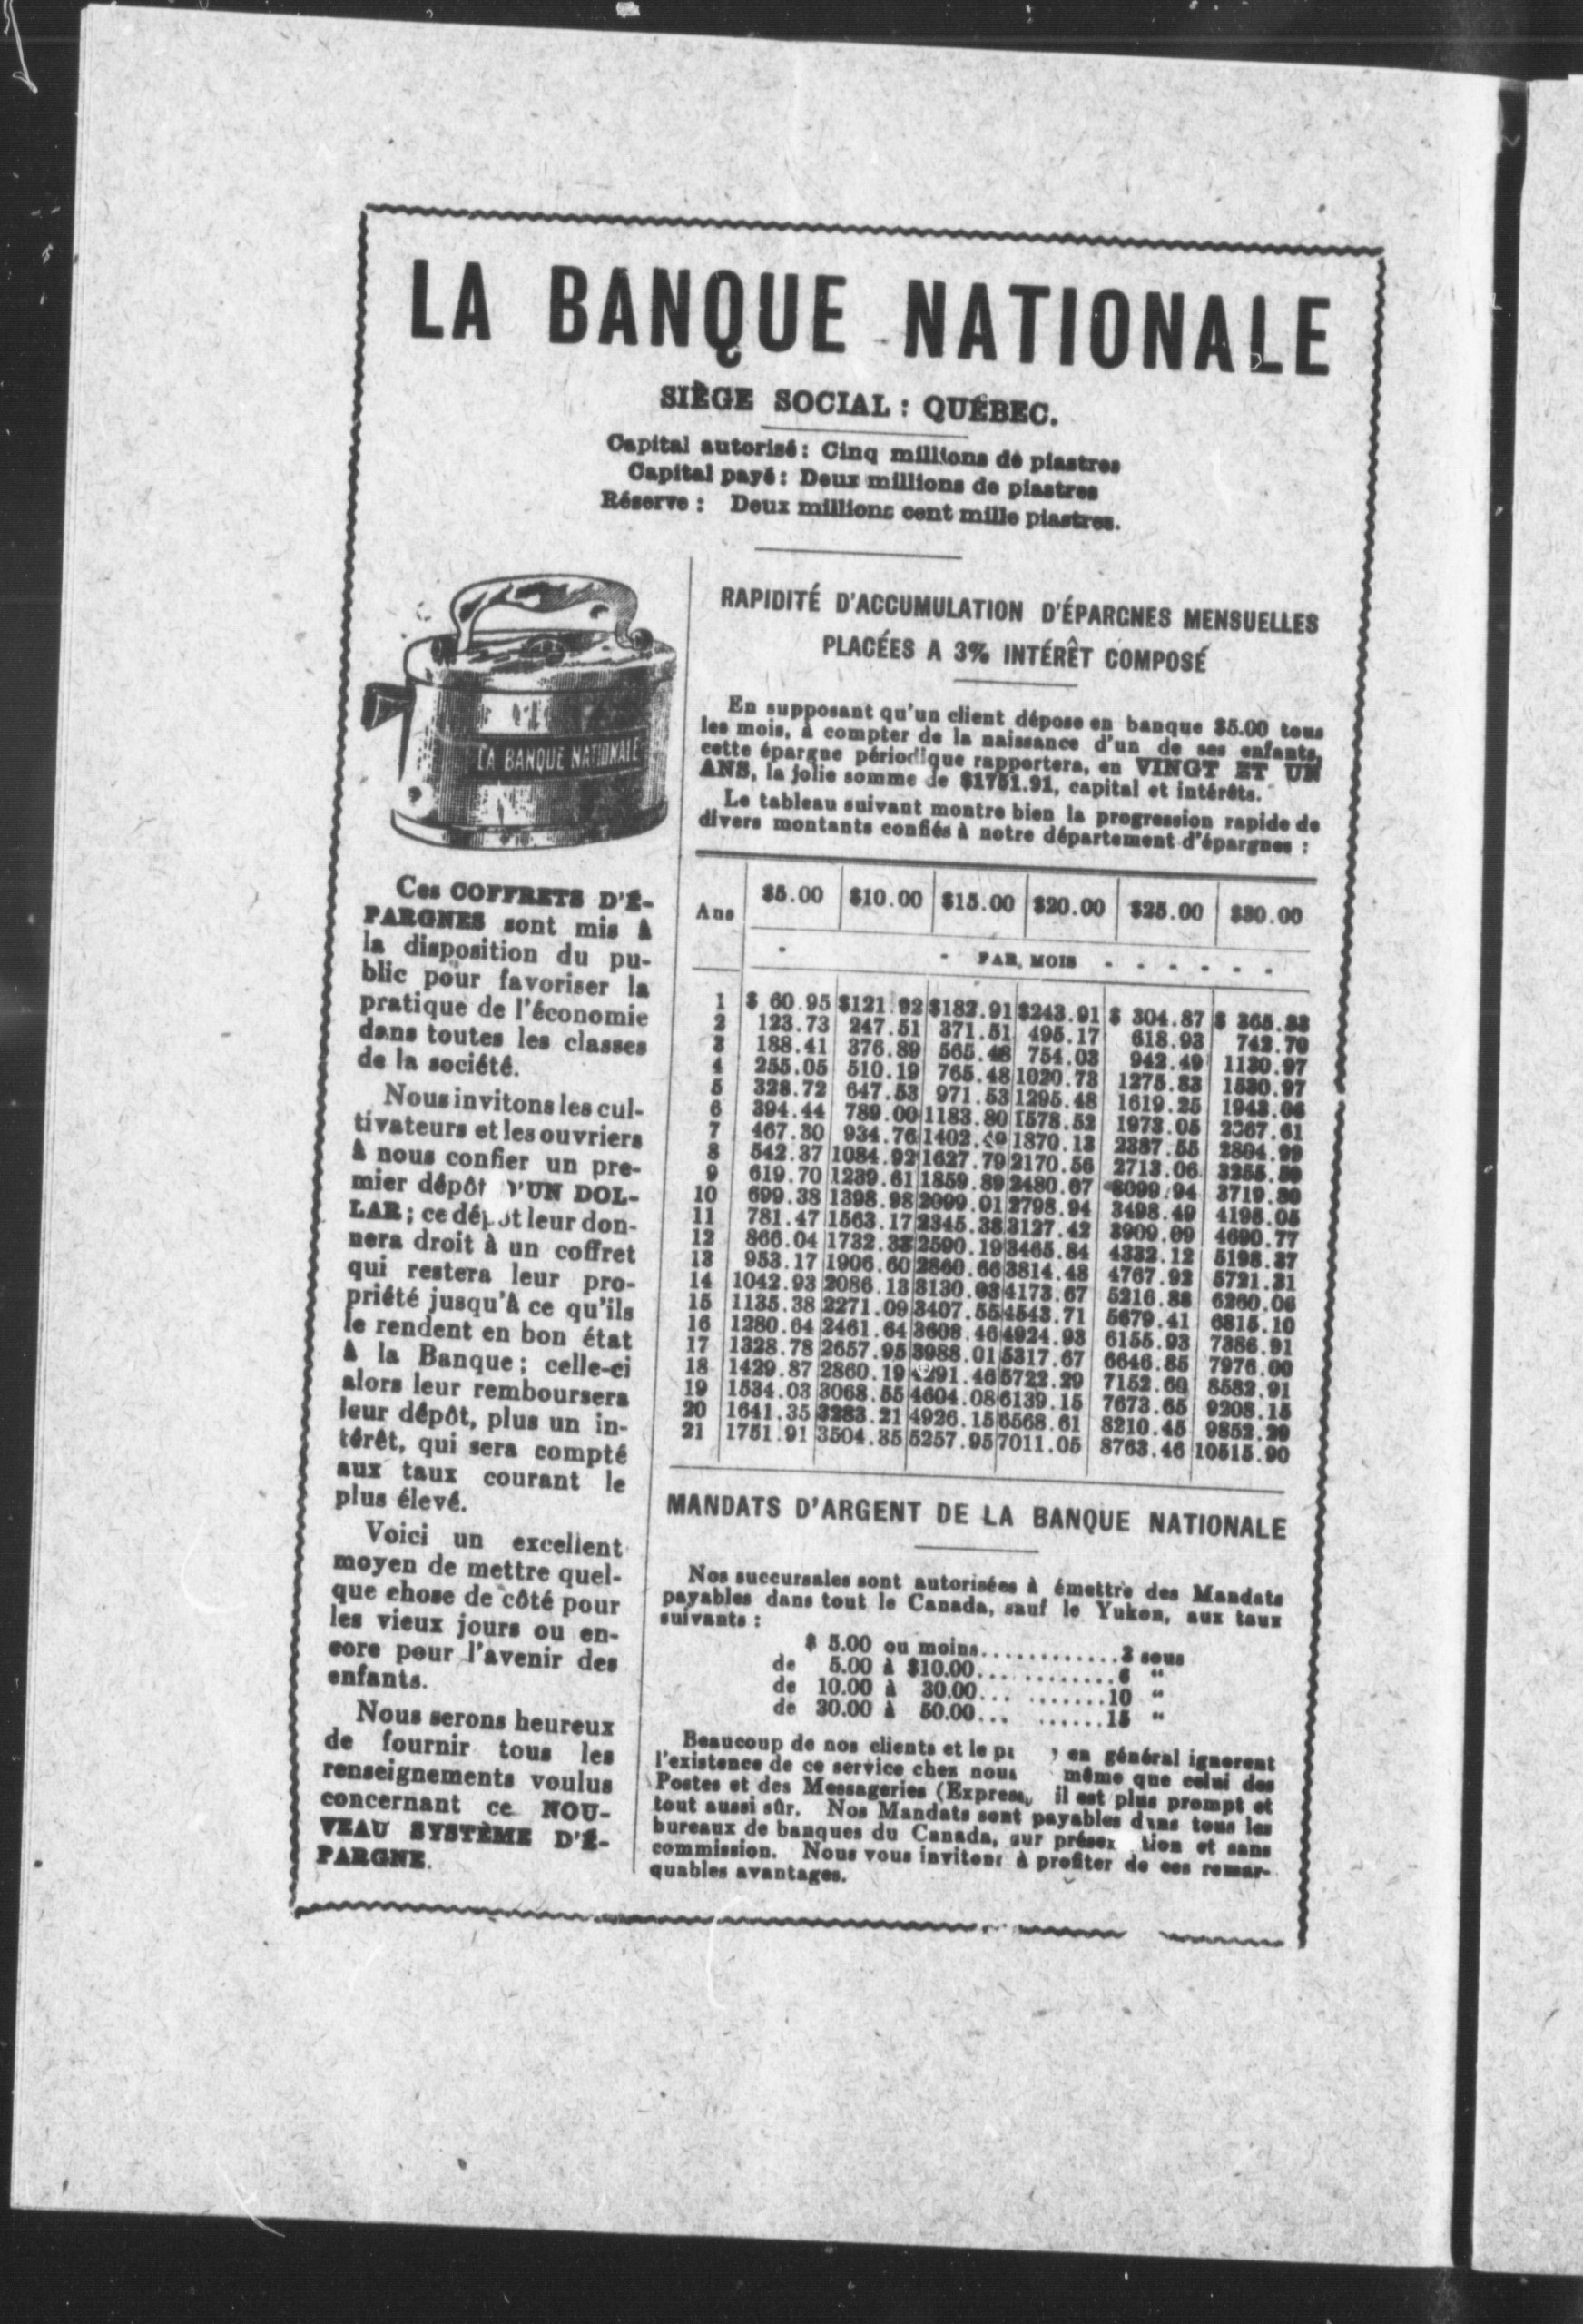 LA BANQUE NATIONALE
SIÈGE SOCIAL : QUÉBEC.
Capital autorisé : Cinq millions de piastres
Capital payé : Deux millions de piastres
Réserve : Deux millions cent mille piastres.
LA BANQUE NATIONALE
Ces COFFRETS D'É-
PARGNES sont mis à
la disposition du pu-
blic pour favoriser la
pratique de l'économie
dans toutes les classes
de la société.
Nous invitons les cul-
tivateurs et les ouvriers
à nous confier un pre-
mier dépôt D'UN DOL-
LAR ; ce dépôt leur don-
nera droit à un coffret
qui restera leur pro-
priété jusqu'à ce qu'ils
le rendent en bon état
à la Banque ; celle-ci
alors leur remboursera
leur dépôt, plus un in-
térêt, qui sera compté
aux taux courant le
plus élevé.
Voici un excellent
moyen de mettre quel-
que chose de côté pour
les vieux jours ou en-
core pour l'avenir des
enfants.
Nous serons heureux
de fournir tous les
renseignements voulus
concernant ce NOU-
VEAU SYSTÈME D'É-
PARGNE.
RAPIDITÉ D'ACCUMULATION D'ÉPARGNES MENSUELLES
PLACÉES A 3% INTÉRÊT COMPOSÉ
En supposant qu'un client dépose en banque $5.00 tous
les mois, à compter de la naissance d'un de ses enfants,
cette épargne périodique rapportera, en VINGT ET UN
ANS, la jolie somme de $1751.91, capital et intérêts.
Le tableau suivant montre bien la progression rapide de
divers montants confiés à notre département d'épargnes :
Ans $5.00 $10.00 $15.00 $20.00 $25.00 $30.00
PAR MOIS
1 $ 60.95 $121.92 $182.91 $243.91 $ 304.87 $ 365.88
2 123.73 247.51 371.51 495.17 618.93 742.70
3 188.41 376.89 565.48 754.03 942.49 1130.97
4 255.05 510.19 765.48 1020.73 1275.83 1530.97
5 328.72 647.53 971.53 1295.48 1619.25 1943.06
6 394.44 789.00 1183.80 1578.52 1973.05 2367.61
7 467.30 934.76 1402.49 1870.13 2337.55 2804.99
8 542.37 1084.92 1627.79 2170.56 2713.06 3255.50
9 619.70 1239.61 1859.89 2480.07 3099.94 3719.80
10 699.38 1398.98 2099.01 2798.94 3498.49 4198.05
11 781.47 1563.17 2345.38 3127.42 3909.09 4690.77
12 866.04 1732.33 2590.19 3465.84 4332.12 5198.37
13 953.17 1906.60 2860.66 3814.48 4767.92 5721.31
14 1042.93 2086.13 3130.03 4173.67 5216.88 6260.06
15 1135.38 2271.09 3407.55 4543.71 5679.41 6815.10
16 1280.64 2461.64 3608.46 4924.93 6155.93 7386.91
17 1328.78 2657.95 3988.01 5317.67 6646.85 7976.00
18 1429.87 2860.19 4291.46 5722.29 7152.60 8582.91
19 1534.03 3068.55 4604.08 6139.15 7673.65 9208.15
20 1641.35 3283.21 4926.15 6568.61 8210.45 9852.29
21 1751.91 3504.35 5257.95 7011.05 8763.46 10515.90
MANDATS D'ARGENT DE LA BANQUE NATIONALE
Nos succursales sont autorisées à émettre des Mandats
payables dans tout le Canada, sauf le Yukon, aux taux
suivants :
$ 5.00 ou moins............. 3 sous
de 5.00 à $10.00............. 6 "
de 10.00 à 30.00... .......10 "
de 30.00 à 50.00... ......15 "
Beaucoup de nos clients et le en général ignorent
l'existence de ce service chez nous même que celui des
Postes et des Messageries (Express, il est plus prompt et
tout aussi sûr. Nos Mandats sont payables dans tous les
bureaux de banques du Canada, sur présentation et sans
commission. Nous vous invitons à profiter de ces remar-
quables avantages.